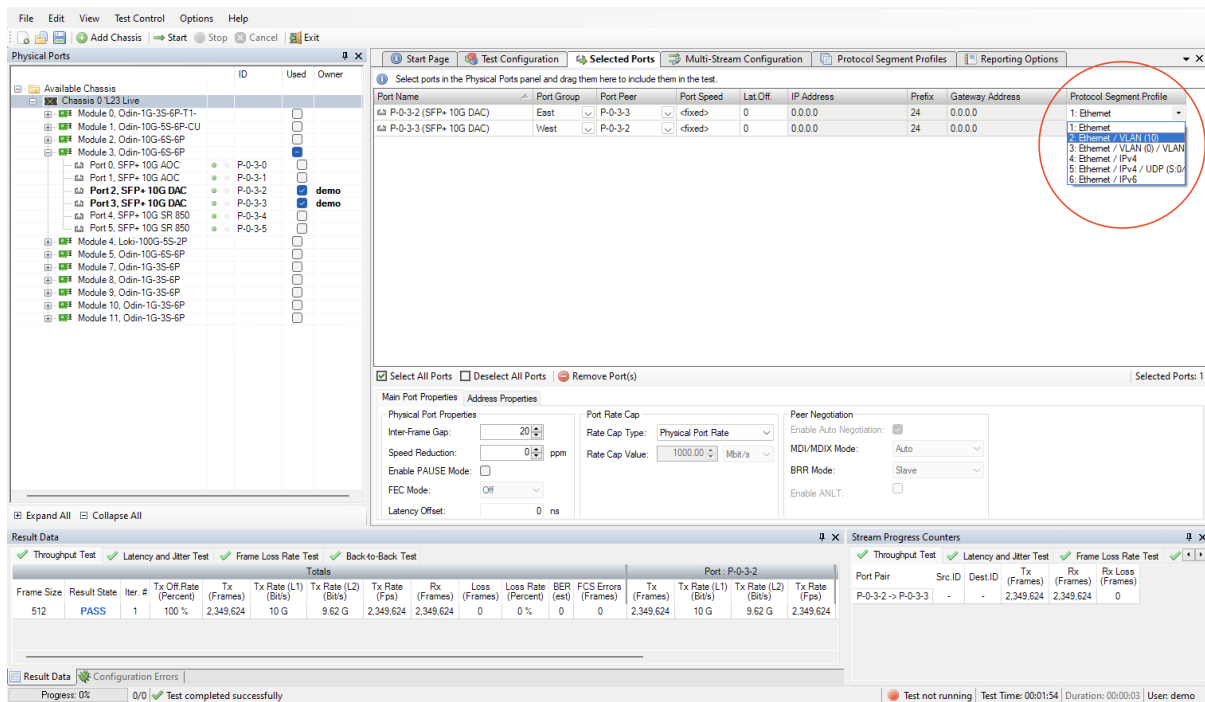 File Edit View Test Control Options Help
Add Chassis Start Stop Cancel Exit
Physical Ports
ID Used Owner
Available Chassis
Chassis 0 'L23 Live
Module 0, Odin-1G-3S-6P-T1-
Module 1, Odin-10G-5S-6P-CU
Module 2, Odin-10G-6S-6P
Module 3, Odin-10G-6S-6P
Port 0, SFP+ 10G AOC P-0-3-0
Port 1, SFP+ 10G AOC P-0-3-1
Port 2, SFP+ 10G DAC P-0-3-2 demo
Port 3, SFP+ 10G DAC P-0-3-3 demo
Port 4, SFP+ 10G SR 850 P-0-3-4
Port 5, SFP+ 10G SR 850 P-0-3-5
Module 4, Loki-100G-5S-2P
Module 5, Odin-10G-6S-6P
Module 7, Odin-1G-3S-6P
Module 8, Odin-1G-3S-6P
Module 9, Odin-1G-3S-6P
Module 10, Odin-1G-3S-6P
Module 11, Odin-1G-3S-6P
Expand All Collapse All
Start Page Test Configuration Selected Ports Multi-Stream Configuration Protocol Segment Profiles Reporting Options
Select ports in the Physical Ports panel and drag them here to include them in the test.
Port Name Port Group Port Peer Port Speed Lat.Off. IP Address Prefix Gateway Address Protocol Segment Profile
P-0-3-2 (SFP+ 10G DAC) East P-0-3-3 <fixed> 0 0.0.0.0 24 0.0.0.0 1: Ethernet
P-0-3-3 (SFP+ 10G DAC) West P-0-3-2 <fixed> 0 0.0.0.0 24 0.0.0.0
1: Ethernet
2: Ethernet / VLAN (10)
3: Ethernet / VLAN (0) / VLAN
4: Ethernet / IPv4
5: Ethernet / IPv4 / UDP (S:0/
6: Ethernet / IPv6
Select All Ports Deselect All Ports Remove Port(s) Selected Ports: 1
Main Port Properties Address Properties
Physical Port Properties
Inter-Frame Gap: 20
Speed Reduction: 0 ppm
Enable PAUSE Mode:
FEC Mode: Off
Latency Offset: 0 ns
Port Rate Cap
Rate Cap Type: Physical Port Rate
Rate Cap Value: 1000.00 Mbit/s
Peer Negotiation
Enable Auto Negotiation:
MDI/MDIX Mode: Auto
BRR Mode: Slave
Enable ANLT:
Result Data
Throughput Test Latency and Jitter Test Frame Loss Rate Test Back-to-Back Test
Totals Port : P-0-3-2
Frame Size Result State Iter. # Tx Off.Rate (Percent) Tx (Frames) Tx Rate (L1) (Bit/s) Tx Rate (L2) (Bit/s) Tx Rate (Fps) Rx (Frames) Loss (Frames) Loss Rate (Percent) BER (est) FCS Errors (Frames) Tx (Frames) Tx Rate (L1) (Bit/s) Tx Rate (L2) (Bit/s) Tx Rate (Fps)
512 PASS 1 100 % 2,349,624 10 G 9.62 G 2,349,624 2,349,624 0 0 % 0 0 2,349,624 10 G 9.62 G 2,349,624
Stream Progress Counters
Throughput Test Latency and Jitter Test Frame Loss Rate Test
Port Pair Src.ID Dest.ID Tx (Frames) Rx (Frames) Rx Loss (Frames)
P-0-3-2 -> P-0-3-3 - - 2,349,624 2,349,624 0
Result Data Configuration Errors
Progress: 0% 0/0 Test completed successfully Test not running Test Time: 00:01:54 Duration: 00:00:03 User: demo